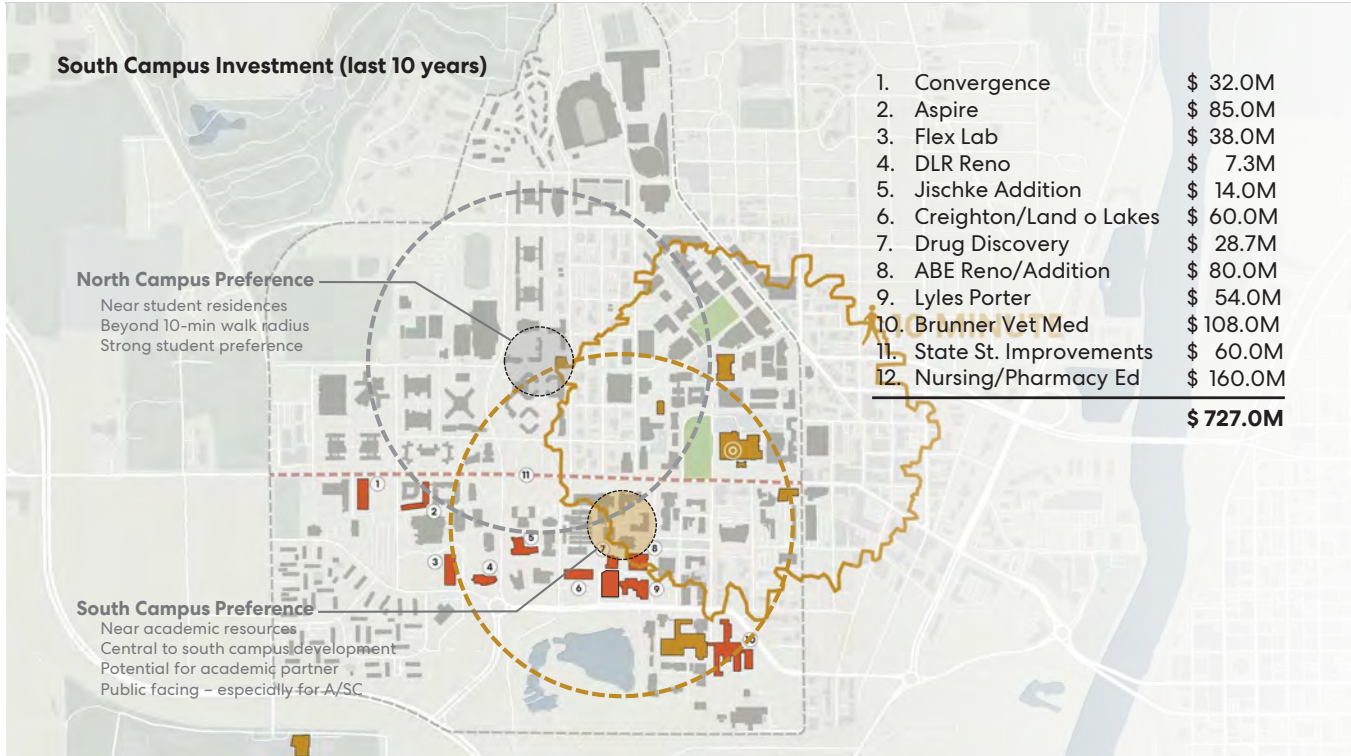 South Campus Investment (last 10 years)
1. Convergence $ 32.0M
2. Aspire $ 85.0M
3. Flex Lab $ 38.0M
4. DLR Reno $ 7.3M
5. Jischke Addition $ 14.0M
6. Creighton/Land o Lakes $ 60.0M
7. Drug Discovery $ 28.7M
8. ABE Reno/Addition $ 80.0M
9. Lyles Porter $ 54.0M
10. Brunner Vet Med $ 108.0M
11. State St. Improvements $ 60.0M
12. Nursing/Pharmacy Ed $ 160.0M
$ 727.0M
10 MINUTE
North Campus Preference
Near student residences
Beyond 10-min walk radius
Strong student preference
11
1
2
5
7
8
3
4
6
9
10
South Campus Preference
Near academic resources
Central to south campus development
Potential for academic partner
Public facing – especially for A/SC